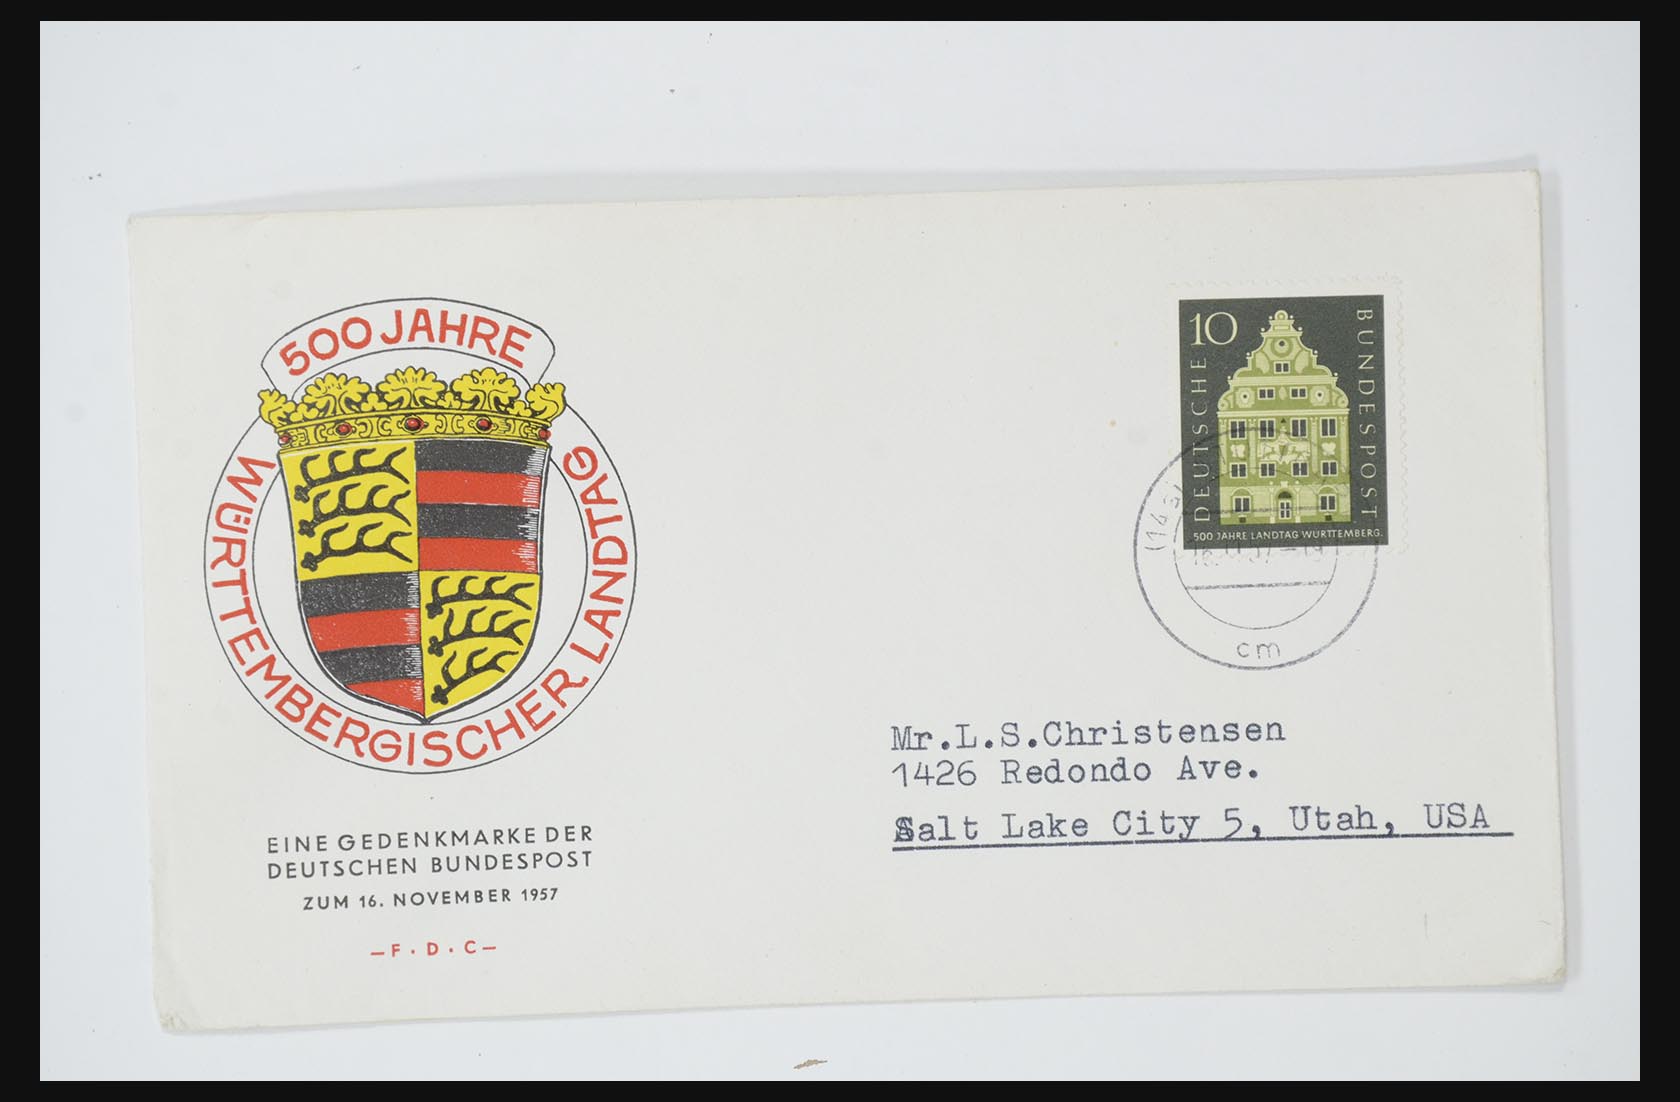 500 JAHRE
WÜRTTEMBERGISCHER LANDTAG
EINE GEDENKMARKE DER
DEUTSCHEN BUNDESPOST
ZUM 16. NOVEMBER 1957
—F·D·C—
10
DEUTSCHE
BUNDESPOST
500 JAHRE LANDTAG WÜRTTEMBERG.
cm
Mr.L.S.Christensen
1426 Redondo Ave.
Salt Lake City 5, Utah, USA